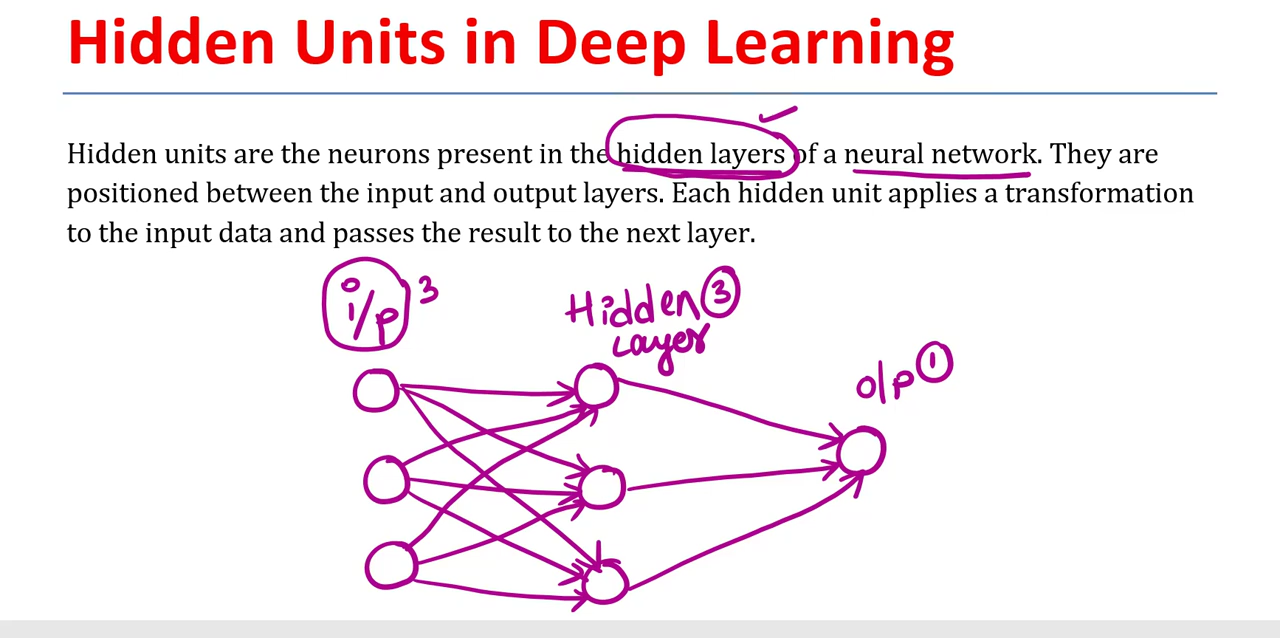 Hidden Units in Deep Learning
Hidden units are the neurons present in the hidden layers of a neural network. They are
positioned between the input and output layers. Each hidden unit applies a transformation
to the input data and passes the result to the next layer.
i/p 3
Hidden 3
Layer
o/p 1